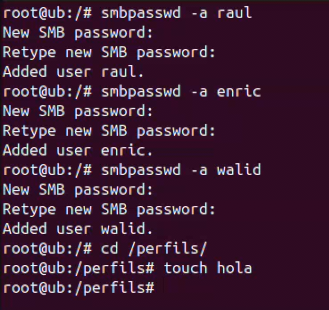 root@ub:/# smbpasswd -a raul
New SMB password:
Retype new SMB password:
Added user raul.
root@ub:/# smbpasswd -a enric
New SMB password:
Retype new SMB password:
Added user enric.
root@ub:/# smbpasswd -a walid
New SMB password:
Retype new SMB password:
Added user walid.
root@ub:/# cd /perfils/
root@ub:/perfils# touch hola
root@ub:/perfils#